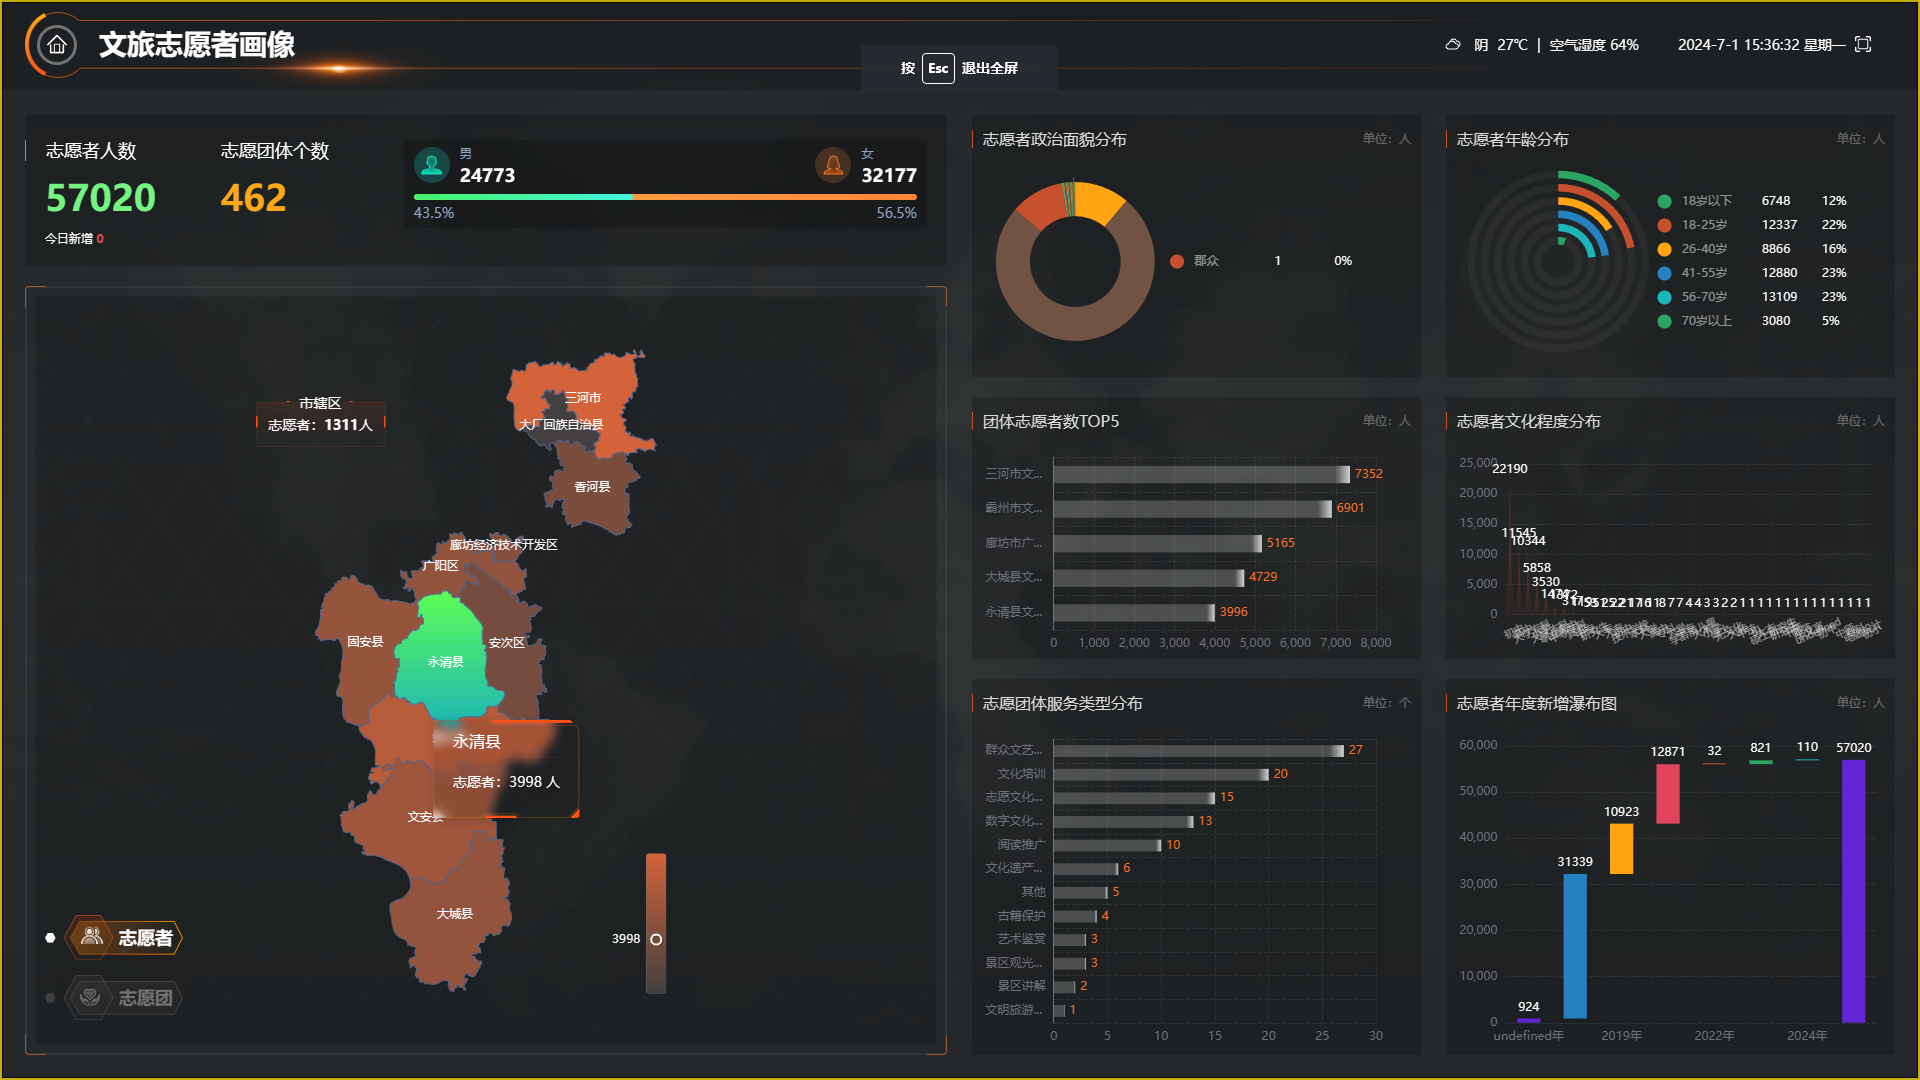 文旅志愿者画像
按 Esc 退出全屏
阴 27℃ | 空气湿度 64%
2024-7-1 15:36:32 星期一
志愿者人数
57020
今日新增 0
志愿团体个数
462
男
24773
女
32177
43.5%
56.5%
市辖区
志愿者：1311人
三河市
大厂回族自治县
香河县
廊坊经济技术开发区
广阳区
固安县
安次区
永清县
永清县
志愿者：3998 人
文安县
大城县
3998
志愿者
志愿团
志愿者政治面貌分布
单位：人
群众 1 0%
志愿者年龄分布
单位：人
18岁以下 6748 12%
18-25岁 12337 22%
26-40岁 8866 16%
41-55岁 12880 23%
56-70岁 13109 23%
70岁以上 3080 5%
团体志愿者数TOP5
单位：人
三河市文... 7352
霸州市文... 6901
廊坊市广... 5165
大城县文... 4729
永清县文... 3996
0 1,000 2,000 3,000 4,000 5,000 6,000 7,000 8,000
志愿者文化程度分布
单位：人
25,000
20,000
15,000
10,000
5,000
0
22190
11545
10344
5858
3530
志愿团体服务类型分布
单位：个
群众文艺... 27
文化培训 20
志愿文化... 15
数字文化... 13
阅读推广 10
文化遗产... 6
其他 5
古籍保护 4
艺术鉴赏 3
景区观光... 3
景区讲解 2
文明旅游... 1
0 5 10 15 20 25 30
志愿者年度新增瀑布图
单位：人
60,000
50,000
40,000
30,000
20,000
10,000
0
924
31339
10923
12871
32
821
110
57020
undefined年 2019年 2022年 2024年